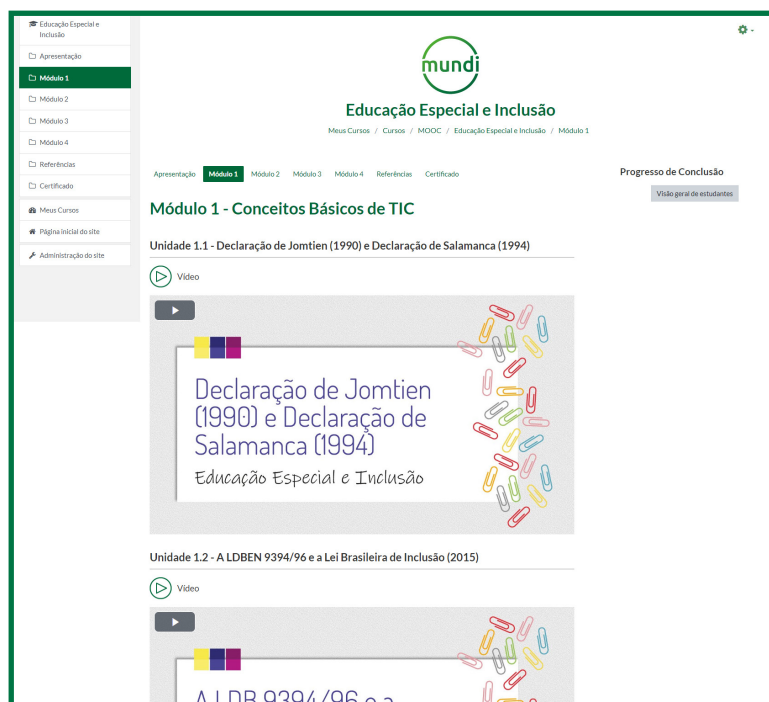 Educação Especial e
Inclusão
Apresentação
Módulo 1
Módulo 2
Módulo 3
Módulo 4
Referências
Certificado
Meus Cursos
Página inicial do site
Administração do site
mundi
Educação Especial e Inclusão
Meus Cursos / Cursos / MOOC / Educação Especial e Inclusão / Módulo 1
Apresentação Módulo 1 Módulo 2 Módulo 3 Módulo 4 Referências Certificado
Progresso de Conclusão
Visão geral de estudantes
Módulo 1 - Conceitos Básicos de TIC
Unidade 1.1 - Declaração de Jomtien (1990) e Declaração de Salamanca (1994)
Vídeo
Declaração de Jomtien
(1990) e Declaração de
Salamanca (1994)
Educação Especial e Inclusão
Unidade 1.2 - A LDBEN 9394/96 e a Lei Brasileira de Inclusão (2015)
Vídeo
A LDB 9394/96 e a